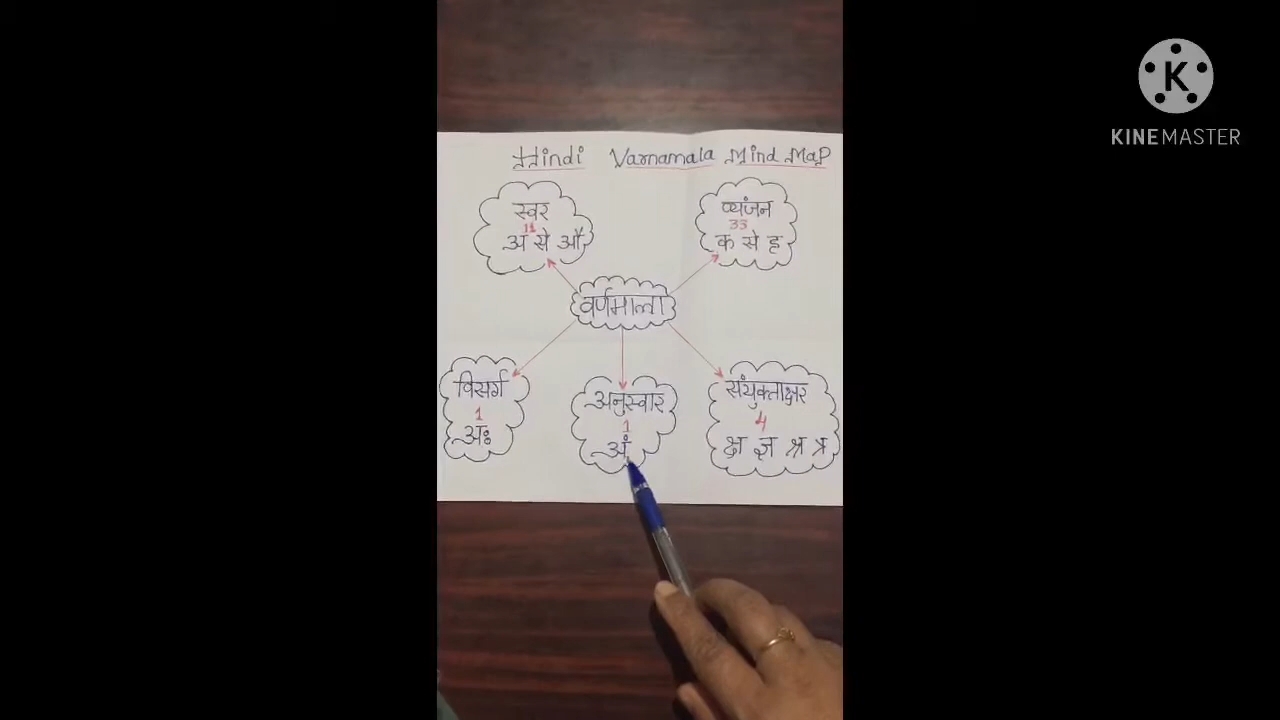 Hindi Varnamala Mind Map
स्वर
11
अ से औ
व्यंजन
33
क से ह
वर्णमाला
विसर्ग
1
अः
अनुस्वार
1
अं
संयुक्ताक्षर
4
क्ष ज्ञ श्र त्र
KINEMASTER